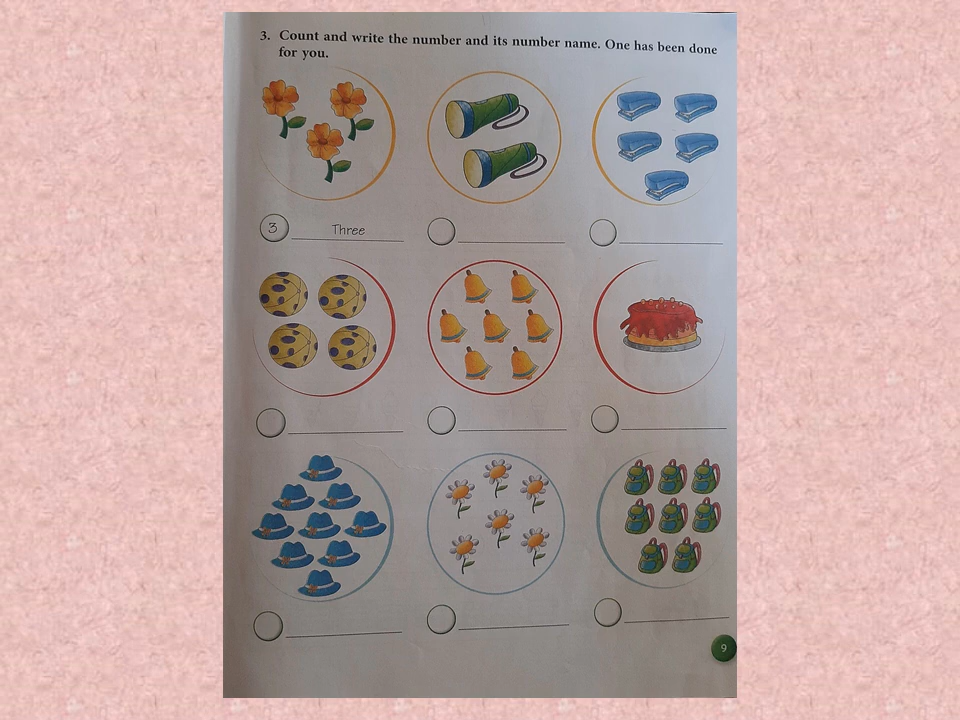 3. Count and write the number and its number name. One has been done
for you.
3 Three
9